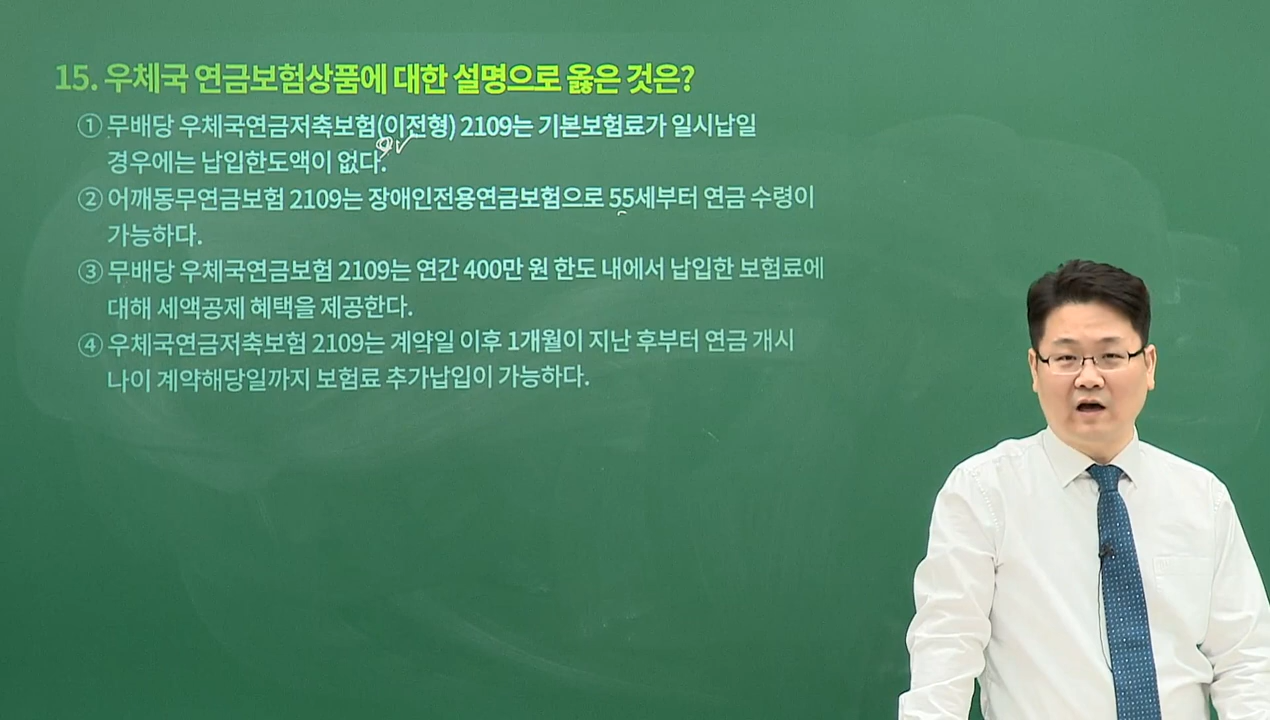 15. 우체국 연금보험상품에 대한 설명으로 옳은 것은?
① 무배당 우체국연금저축보험(이전형) 2109는 기본보험료가 일시납일
경우에는 납입한도액이 없다.
② 어깨동무연금보험 2109는 장애인전용연금보험으로 55세부터 연금 수령이
가능하다.
③ 무배당 우체국연금보험 2109는 연간 400만 원 한도 내에서 납입한 보험료에
대해 세액공제 혜택을 제공한다.
④ 우체국연금저축보험 2109는 계약일 이후 1개월이 지난 후부터 연금 개시
나이 계약해당일까지 보험료 추가납입이 가능하다.